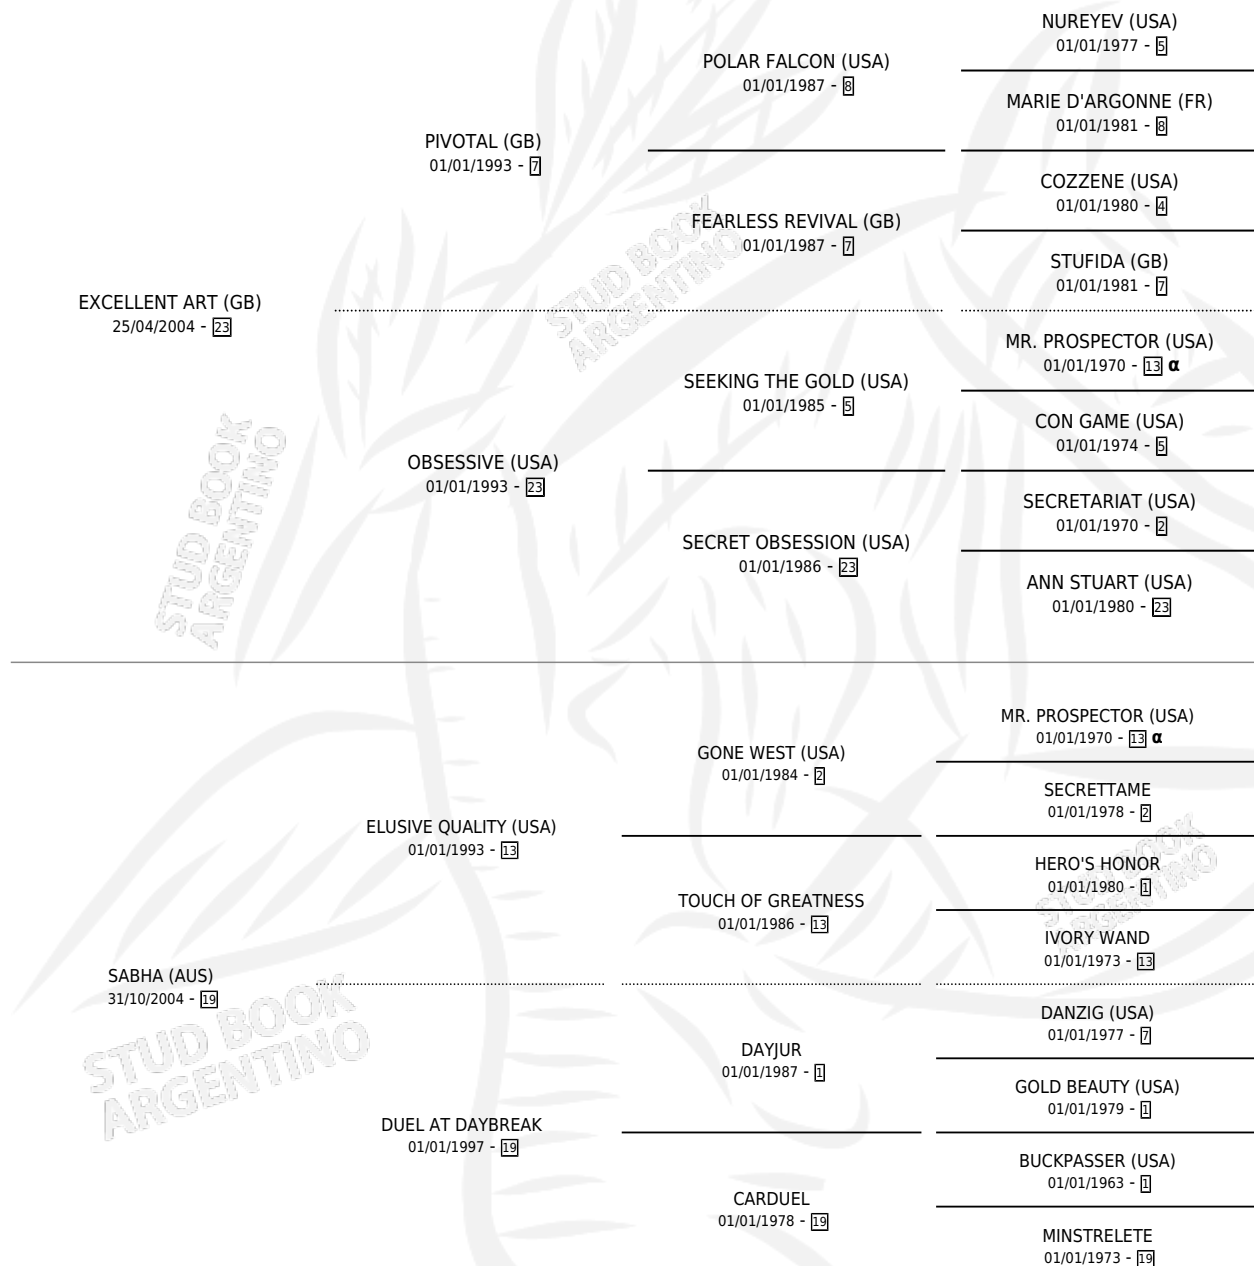 NUREYEV (USA)
01/01/1977 - 5
POLAR FALCON (USA)
01/01/1987 - 8
MARIE D'ARGONNE (FR)
01/01/1981 - 8
PIVOTAL (GB)
01/01/1993 - 7
COZZENE (USA)
01/01/1980 - 4
FEARLESS REVIVAL (GB)
01/01/1987 - 7
STUFIDA (GB)
01/01/1981 - 7
EXCELLENT ART (GB)
25/04/2004 - 23
MR. PROSPECTOR (USA)
01/01/1970 - 13 α
SEEKING THE GOLD (USA)
01/01/1985 - 5
CON GAME (USA)
01/01/1974 - 5
OBSESSIVE (USA)
01/01/1993 - 23
SECRETARIAT (USA)
01/01/1970 - 2
SECRET OBSESSION (USA)
01/01/1986 - 23
ANN STUART (USA)
01/01/1980 - 23
MR. PROSPECTOR (USA)
01/01/1970 - 13 α
GONE WEST (USA)
01/01/1984 - 2
SECRETTAME
01/01/1978 - 2
ELUSIVE QUALITY (USA)
01/01/1993 - 13
HERO'S HONOR
01/01/1980 - 1
TOUCH OF GREATNESS
01/01/1986 - 13
IVORY WAND
01/01/1973 - 13
SABHA (AUS)
31/10/2004 - 19
DANZIG (USA)
01/01/1977 - 7
DAYJUR
01/01/1987 - 1
GOLD BEAUTY (USA)
01/01/1979 - 1
DUEL AT DAYBREAK
01/01/1997 - 19
BUCKPASSER (USA)
01/01/1963 - 1
CARDUEL
01/01/1978 - 19
MINSTRELETE
01/01/1973 - 19
STUD BOOK
ARGENTINO
STUD BOOK
ARGENTINO
STUD BOOK
ARGENTINO
STUD BOOK
ARGENTINO